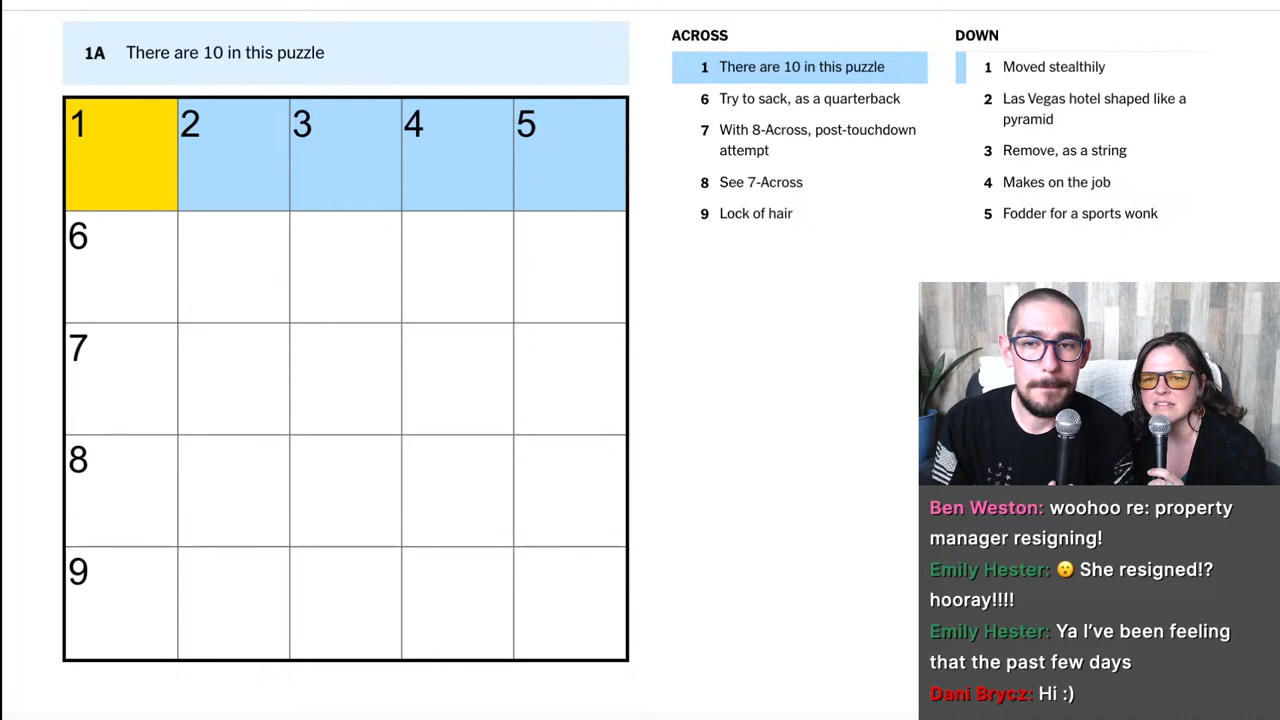 1A There are 10 in this puzzle
1
2
3
4
5
6
7
8
9
ACROSS
1 There are 10 in this puzzle
6 Try to sack, as a quarterback
7 With 8-Across, post-touchdown
attempt
8 See 7-Across
9 Lock of hair
DOWN
1 Moved stealthily
2 Las Vegas hotel shaped like a
pyramid
3 Remove, as a string
4 Makes on the job
5 Fodder for a sports wonk
Ben Weston: woohoo re: property
manager resigning!
Emily Hester: 😮 She resigned!?
hooray!!!!
Emily Hester: Ya I’ve been feeling
that the past few days
Dani Brycz: Hi :)